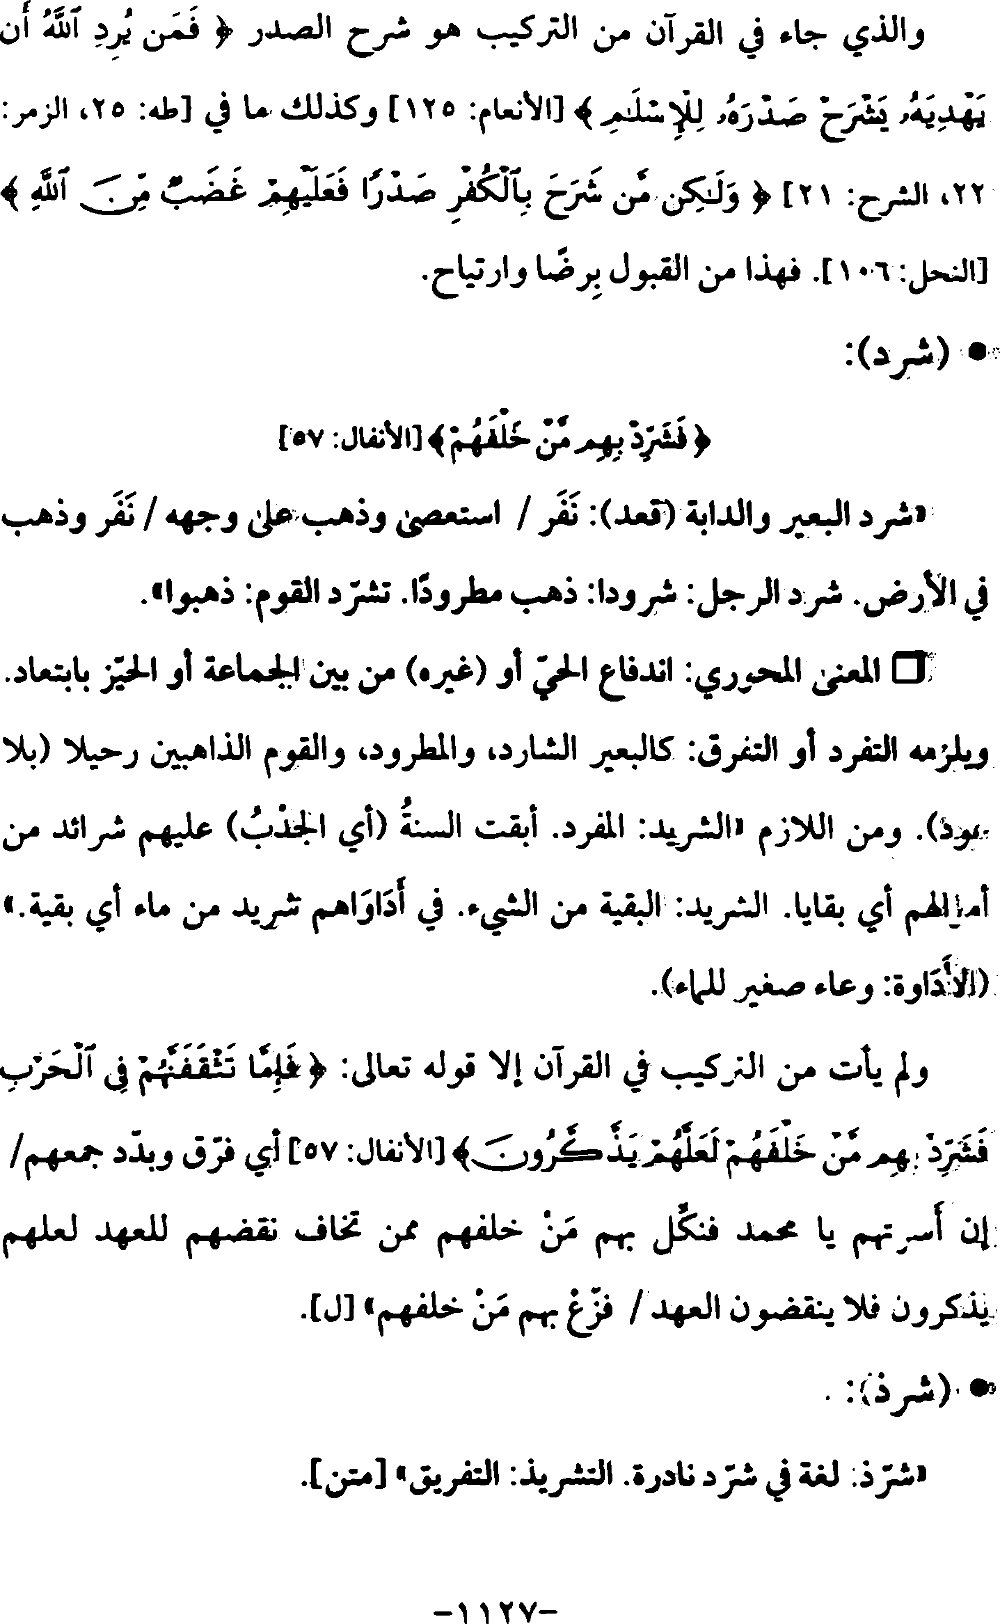 والذي جاء في القرآن من التركيب هو شرح الصدر ﴿ فَمَن يُرِدِ ٱللَّهُ أَن
يَهْدِيَهُۥ يَشْرَحْ صَدْرَهُۥ لِلْإِسْلَٰمِ ﴾ [الأنعام: ١٢٥] وكذلك ما في [طه: ٢٥، الزمر:
٢٢، الشرح: ٢١] ﴿ وَلَٰكِن مَّن شَرَحَ بِٱلْكُفْرِ صَدْرًا فَعَلَيْهِمْ غَضَبٌ مِّنَ ٱللَّهِ ﴾
[النحل: ١٠٦]. فهذا من القبول بِرضًا وارتياح.
• (شرد):
﴿ فَشَرِّدْ بِهِم مَّنْ خَلْفَهُمْ ﴾ [الأنفال: ٥٧]
«شرد البعير والدابة (قعد): نَفَر / استعصى وذهب على وجهه / نَفَر وذهب
في الأرض. شرد الرجل: شرودا: ذهب مطرودًا. تشرّد القوم: ذهبوا».
❑ المعنى المحوري: اندفاع الحيّ أو (غيره) من بين الجماعة أو الحيّز بابتعاد.
ويلزمه التفرد أو التفرق: كالبعير الشارد، والمطرود، والقوم الذاهبين رحيلا (بلا
عود). ومن اللازم «الشريد: المفرد. أبقت السنةُ (أي الجَدْبُ) عليهم شرائد من
أموالهم أي بقايا. الشريد: البقية من الشيء. في أَدَاوَاهم شريد من ماء أي بقية.»
(الأَدَاوة: وعاء صغير للماء).
ولم يأت من التركيب في القرآن إلا قوله تعالى: ﴿ فَإِمَّا تَثْقَفَنَّهُمْ فِى ٱلْحَرْبِ
فَشَرِّدْ بِهِم مَّنْ خَلْفَهُمْ لَعَلَّهُمْ يَذَّكَّرُونَ ﴾ [الأنفال: ٥٧] أي فرّق وبدّد جمعهم/
إن أَسرتهم يا محمد فنكِّل بهم مَنْ خلفهم ممن تخاف نقضهم للعهد لعلهم
يذكرون فلا ينقضون العهد / فزّعْ بهم مَنْ خلفهم» [ل].
• (شرذ):
«شرّذ: لغة في شرّد نادرة. التشريذ: التفريق» [متن].
-١١٢٧-